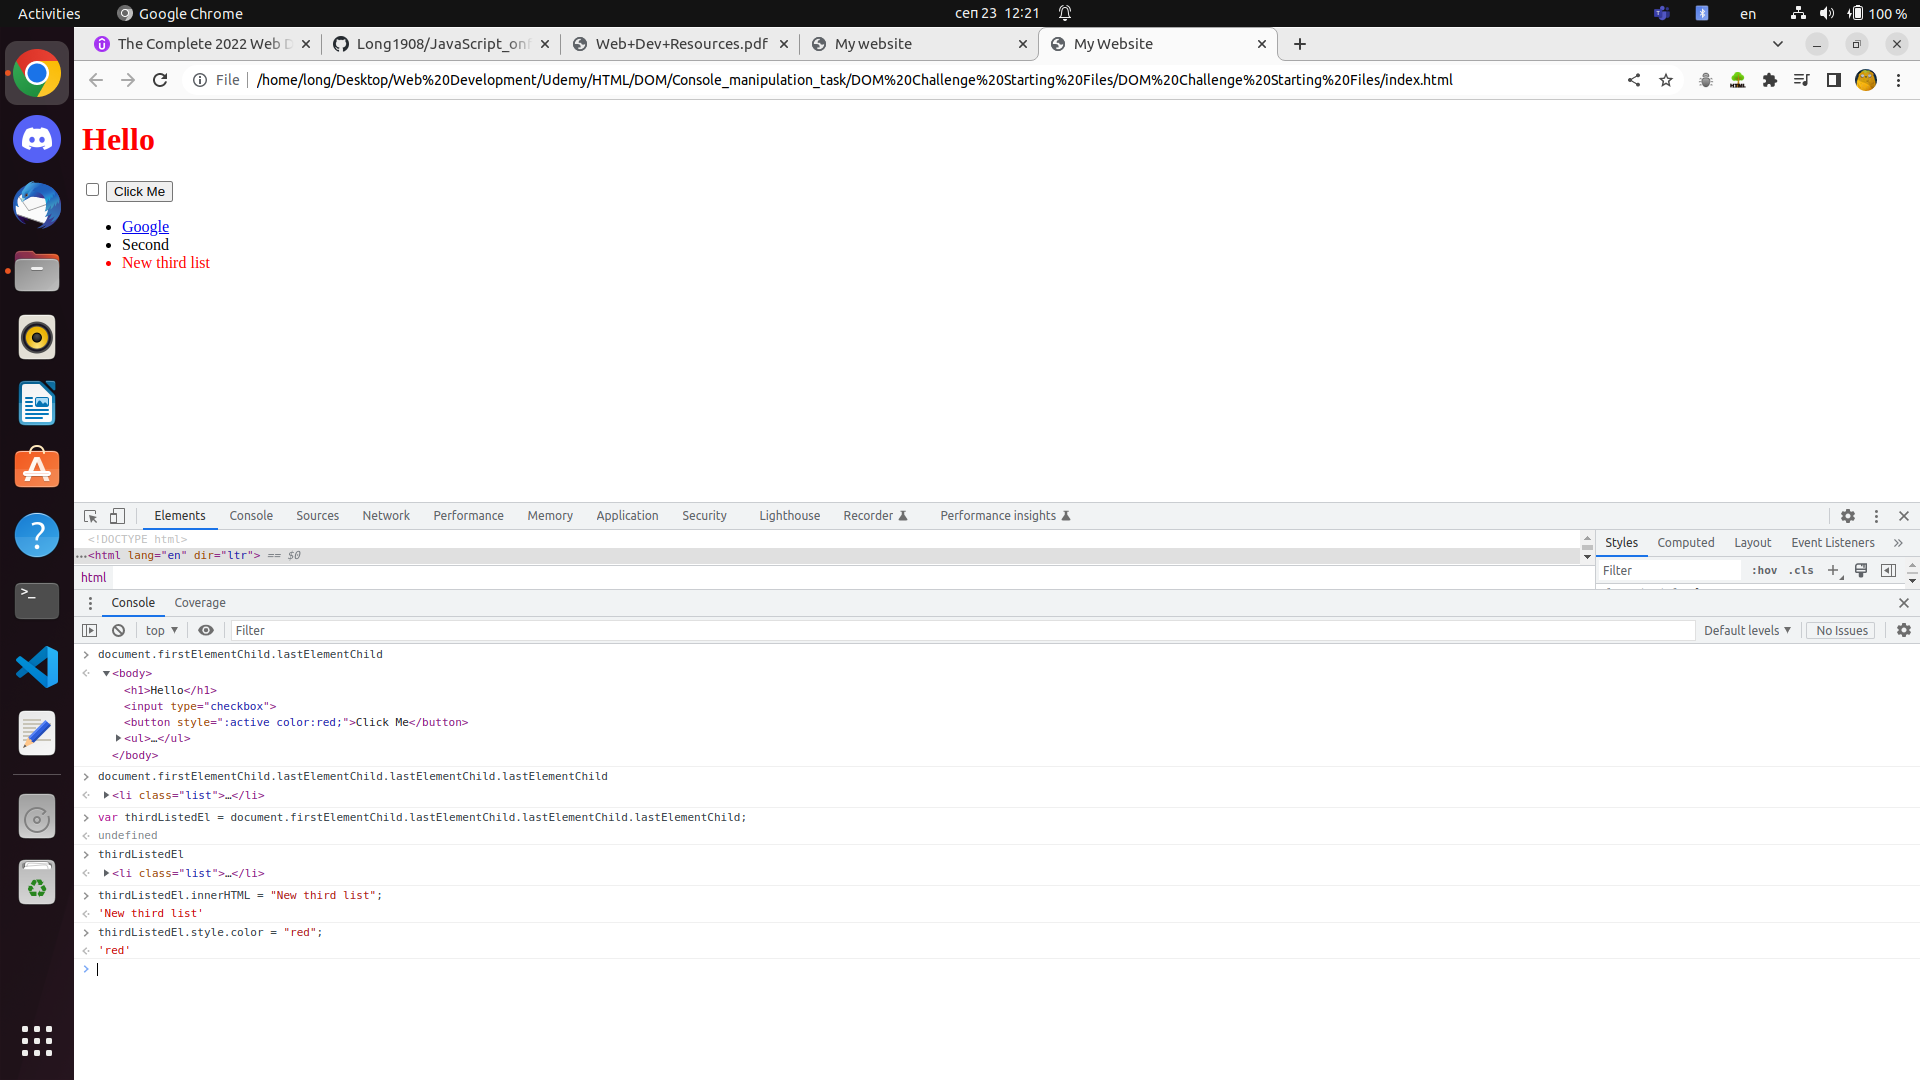 Activities
Google Chrome
сеп 23 12:21
en
100 %
The Complete 2022 Web D
Long1908/JavaScript_on
Web+Dev+Resources.pdf
My website
My Website
File
/home/long/Desktop/Web%20Development/Udemy/HTML/DOM/Console_manipulation_task/DOM%20Challenge%20Starting%20Files/DOM%20Challenge%20Starting%20Files/index.html
Hello
Click Me
Google
Second
New third list
Elements Console Sources Network Performance Memory Application Security Lighthouse Recorder Performance insights
<!DOCTYPE html>
…<html lang="en" dir="ltr"> == $0
html
Styles Computed Layout Event Listeners »
Filter :hov .cls
Console Coverage
top Filter Default levels No Issues
document.firstElementChild.lastElementChild
<body>
<h1>Hello</h1>
<input type="checkbox">
<button style=":active color:red;">Click Me</button>
<ul>…</ul>
</body>
document.firstElementChild.lastElementChild.lastElementChild.lastElementChild
<li class="list">…</li>
var thirdListedEl = document.firstElementChild.lastElementChild.lastElementChild.lastElementChild;
undefined
thirdListedEl
<li class="list">…</li>
thirdListedEl.innerHTML = "New third list";
'New third list'
thirdListedEl.style.color = "red";
'red'